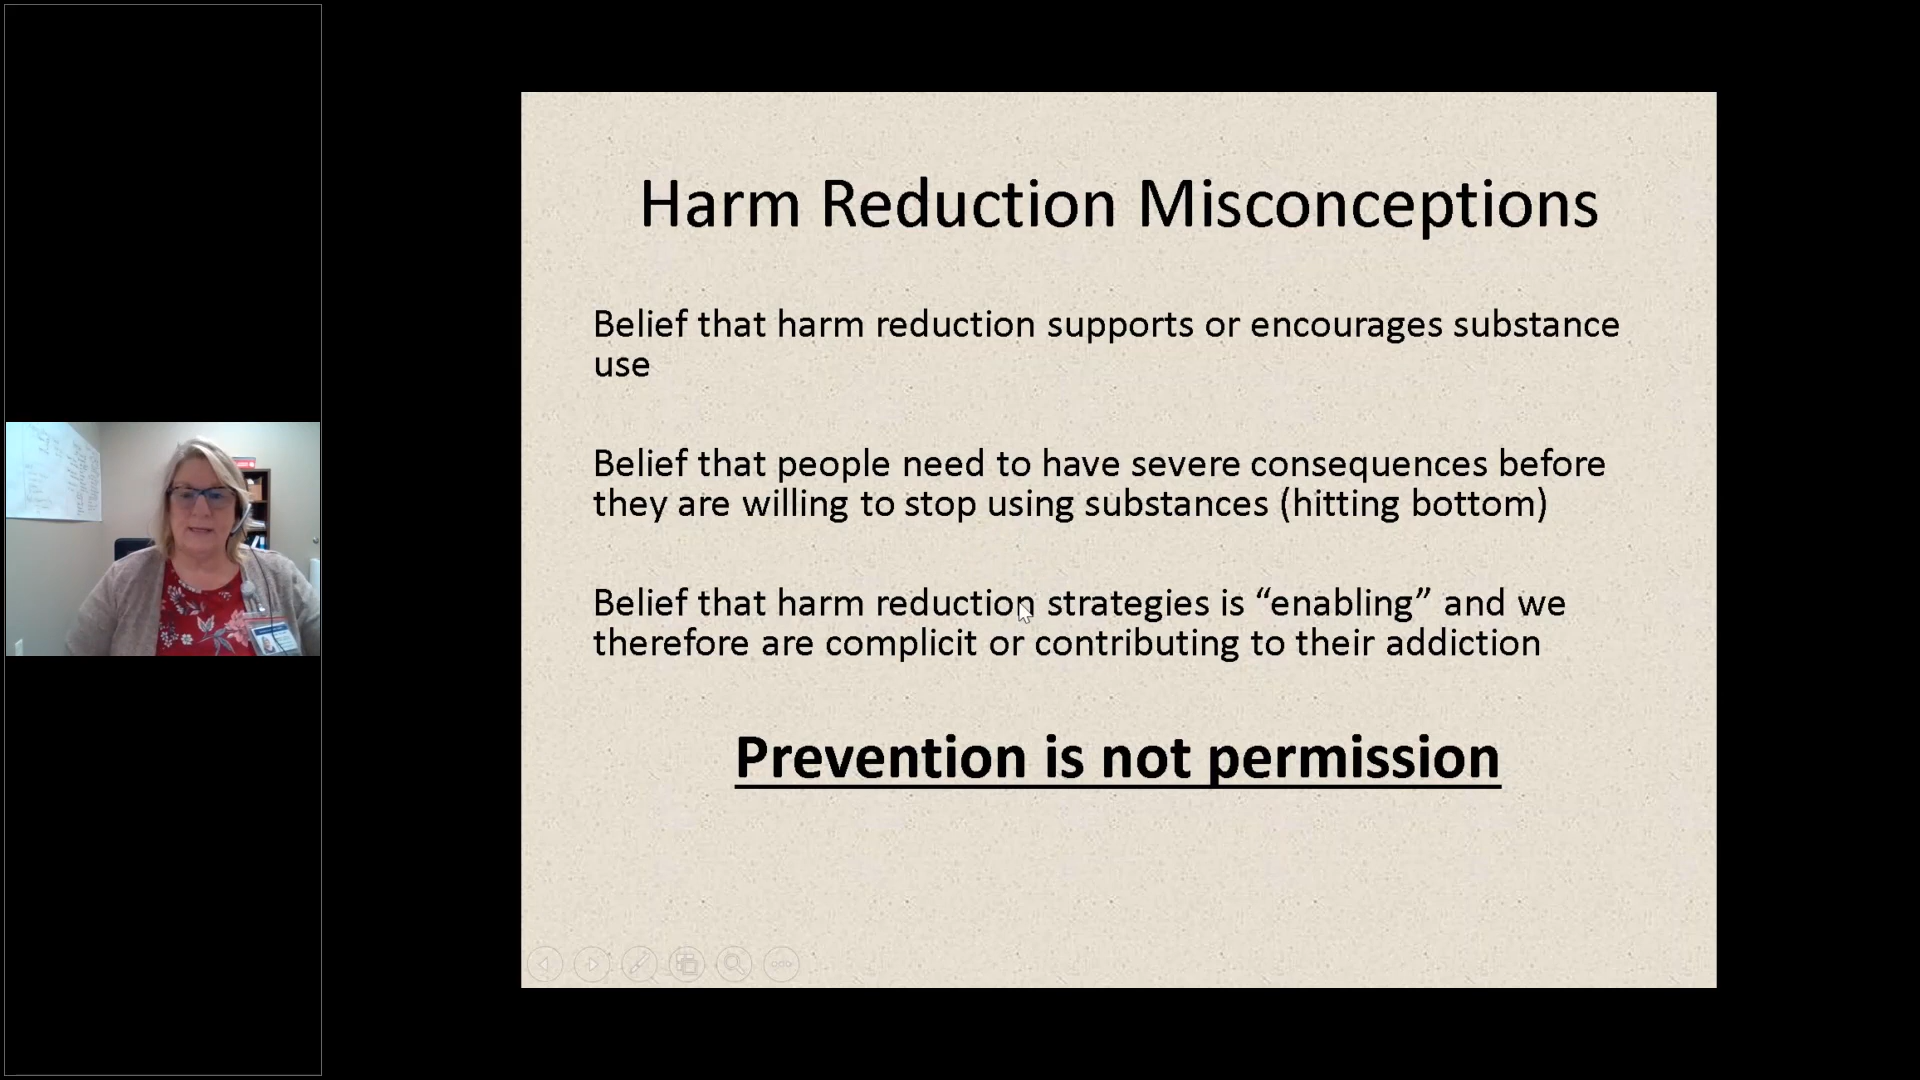 Harm Reduction Misconceptions
Belief that harm reduction supports or encourages substance
use
Belief that people need to have severe consequences before
they are willing to stop using substances (hitting bottom)
Belief that harm reduction strategies is “enabling” and we
therefore are complicit or contributing to their addiction
Prevention is not permission